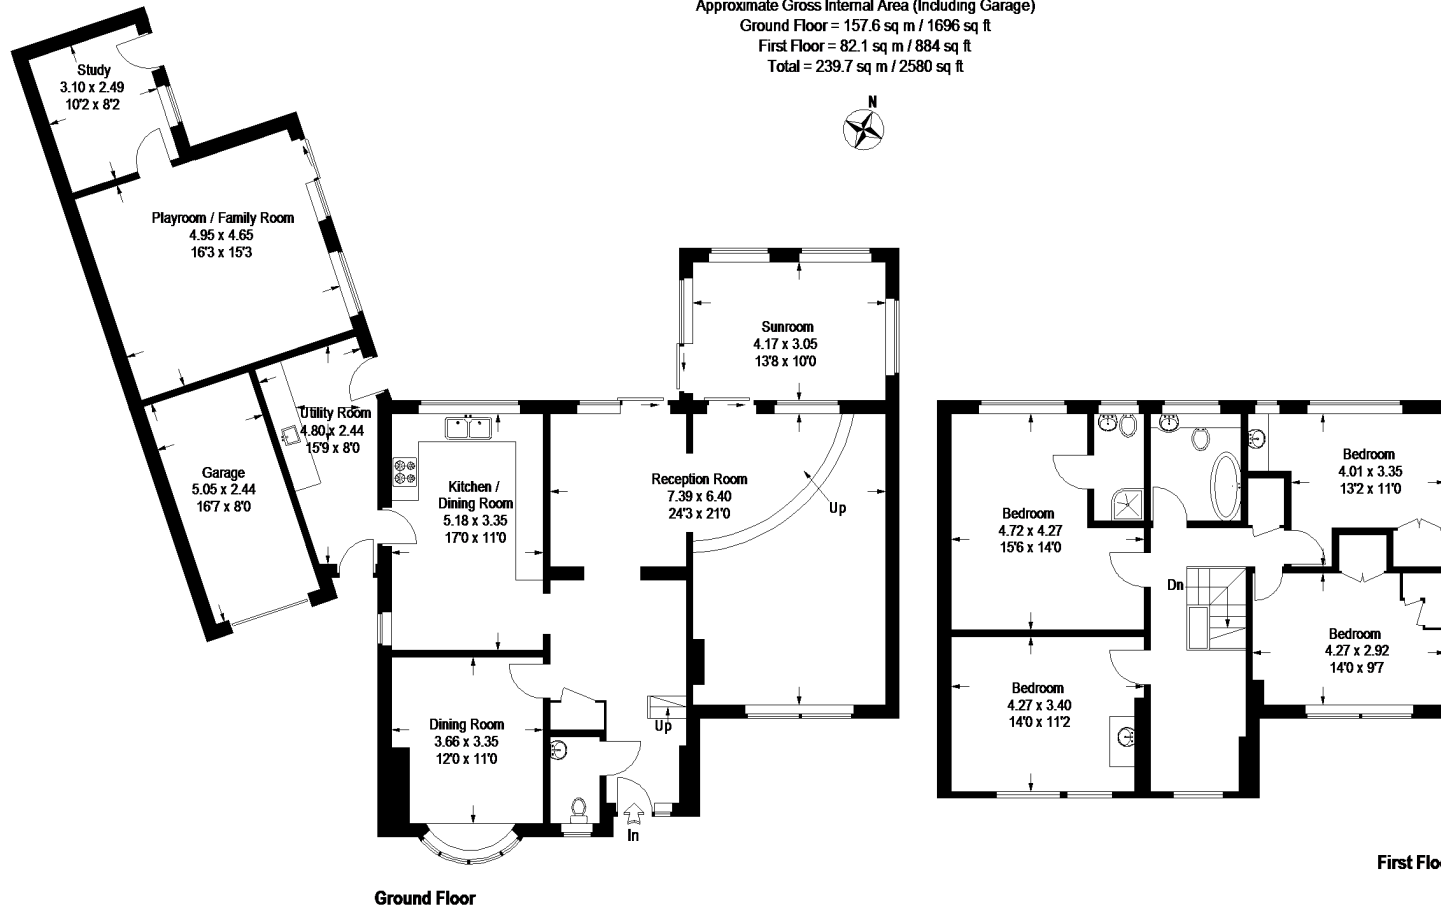 Approximate Gross Internal Area (Including Garage)
Ground Floor = 157.6 sq m / 1696 sq ft
First Floor = 82.1 sq m / 884 sq ft
Total = 239.7 sq m / 2580 sq ft
N
Study
3.10 x 2.49
10'2 x 8'2
Playroom / Family Room
4.95 x 4.65
16'3 x 15'3
Sunroom
4.17 x 3.05
13'8 x 10'0
Utility Room
4.80 x 2.44
15'9 x 8'0
Garage
5.05 x 2.44
16'7 x 8'0
Kitchen /
Dining Room
5.18 x 3.35
17'0 x 11'0
Reception Room
7.39 x 6.40
24'3 x 21'0
Up
Dining Room
3.66 x 3.35
12'0 x 11'0
Up
In
Ground Floor
Bedroom
4.72 x 4.27
15'6 x 14'0
Bedroom
4.01 x 3.35
13'2 x 11'0
Dn
Bedroom
4.27 x 2.92
14'0 x 9'7
Bedroom
4.27 x 3.40
14'0 x 11'2
First Flo